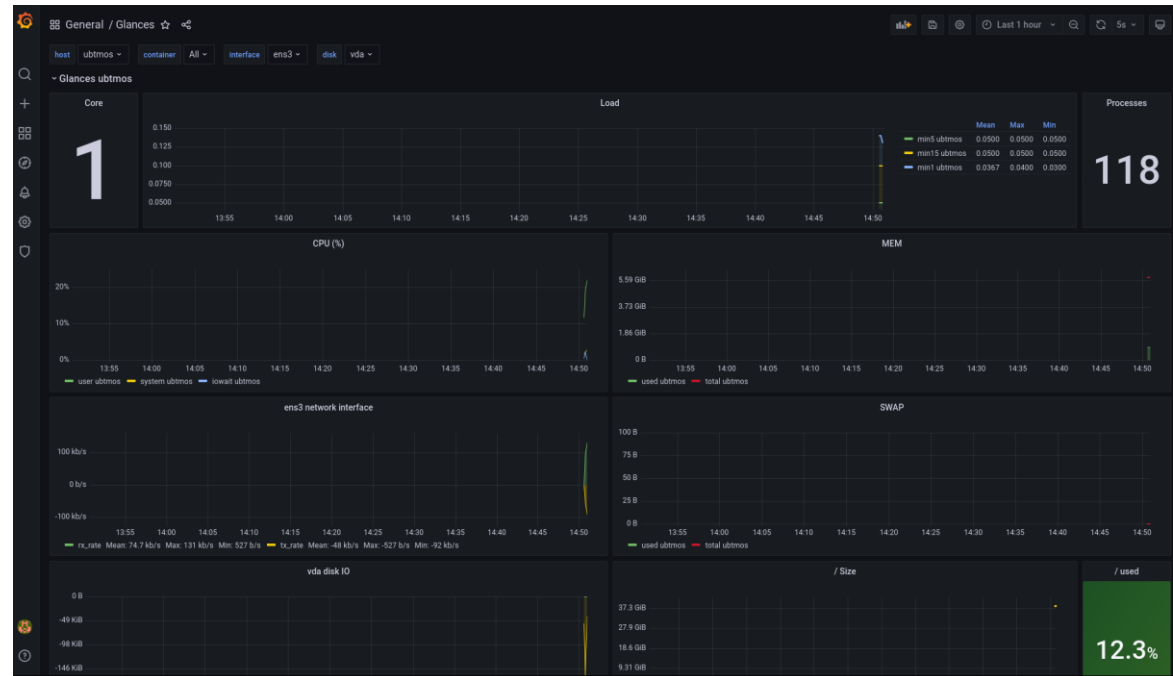 General / Glances
Last 1 hour
5s
host ubtmos container All interface ens3 disk vda
Glances ubtmos
Core
1
Load
0.150
0.125
0.100
0.0750
0.0500
13:55 14:00 14:05 14:10 14:15 14:20 14:25 14:30 14:35 14:40 14:45 14:50
Mean Max Min
min5 ubtmos 0.0500 0.0500 0.0500
min15 ubtmos 0.0500 0.0500 0.0500
min1 ubtmos 0.0367 0.0400 0.0300
Processes
118
CPU (%)
20%
10%
0%
13:55 14:00 14:05 14:10 14:15 14:20 14:25 14:30 14:35 14:40 14:45 14:50
user ubtmos system ubtmos iowait ubtmos
MEM
5.59 GiB
3.73 GiB
1.86 GiB
0 B
13:55 14:00 14:05 14:10 14:15 14:20 14:25 14:30 14:35 14:40 14:45 14:50
used ubtmos total ubtmos
ens3 network interface
100 kb/s
0 b/s
-100 kb/s
13:55 14:00 14:05 14:10 14:15 14:20 14:25 14:30 14:35 14:40 14:45 14:50
rx_rate Mean: 74.7 kb/s Max: 131 kb/s Min: 527 b/s tx_rate Mean: -48 kb/s Max: -527 b/s Min: -92 kb/s
SWAP
100 B
75 B
50 B
25 B
0 B
13:55 14:00 14:05 14:10 14:15 14:20 14:25 14:30 14:35 14:40 14:45 14:50
used ubtmos total ubtmos
vda disk IO
0 B
-49 KiB
-98 KiB
-146 KiB
/ Size
37.3 GiB
27.9 GiB
18.6 GiB
9.31 GiB
/ used
12.3%